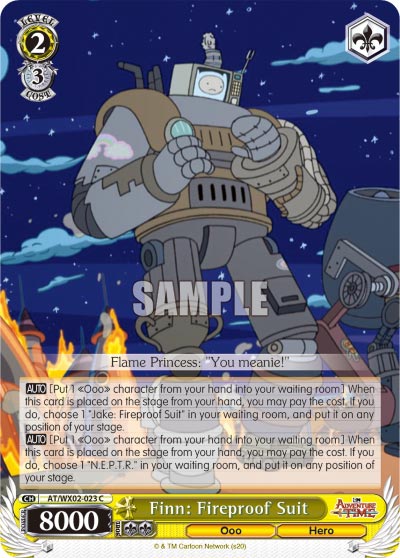 LEVEL
2
3
COST
SAMPLE
Flame Princess: "You meanie!"
AUTO [Put 1 «Ooo» character from your hand into your waiting room] When
this card is placed on the stage from your hand, you may pay the cost. If you
do, choose 1 "Jake: Fireproof Suit" in your waiting room, and put it on any
position of your stage.
AUTO [Put 1 «Ooo» character from your hand into your waiting room] When
this card is placed on the stage from your hand, you may pay the cost. If you
do, choose 1 "N.E.P.T.R." in your waiting room, and put it on any position of
your stage.
CH AT/WX02-023 C
Finn: Fireproof Suit
ADVENTURE TIME
POWER 8000 SOUL
Ooo Hero
© & TM Cartoon Network (s20)